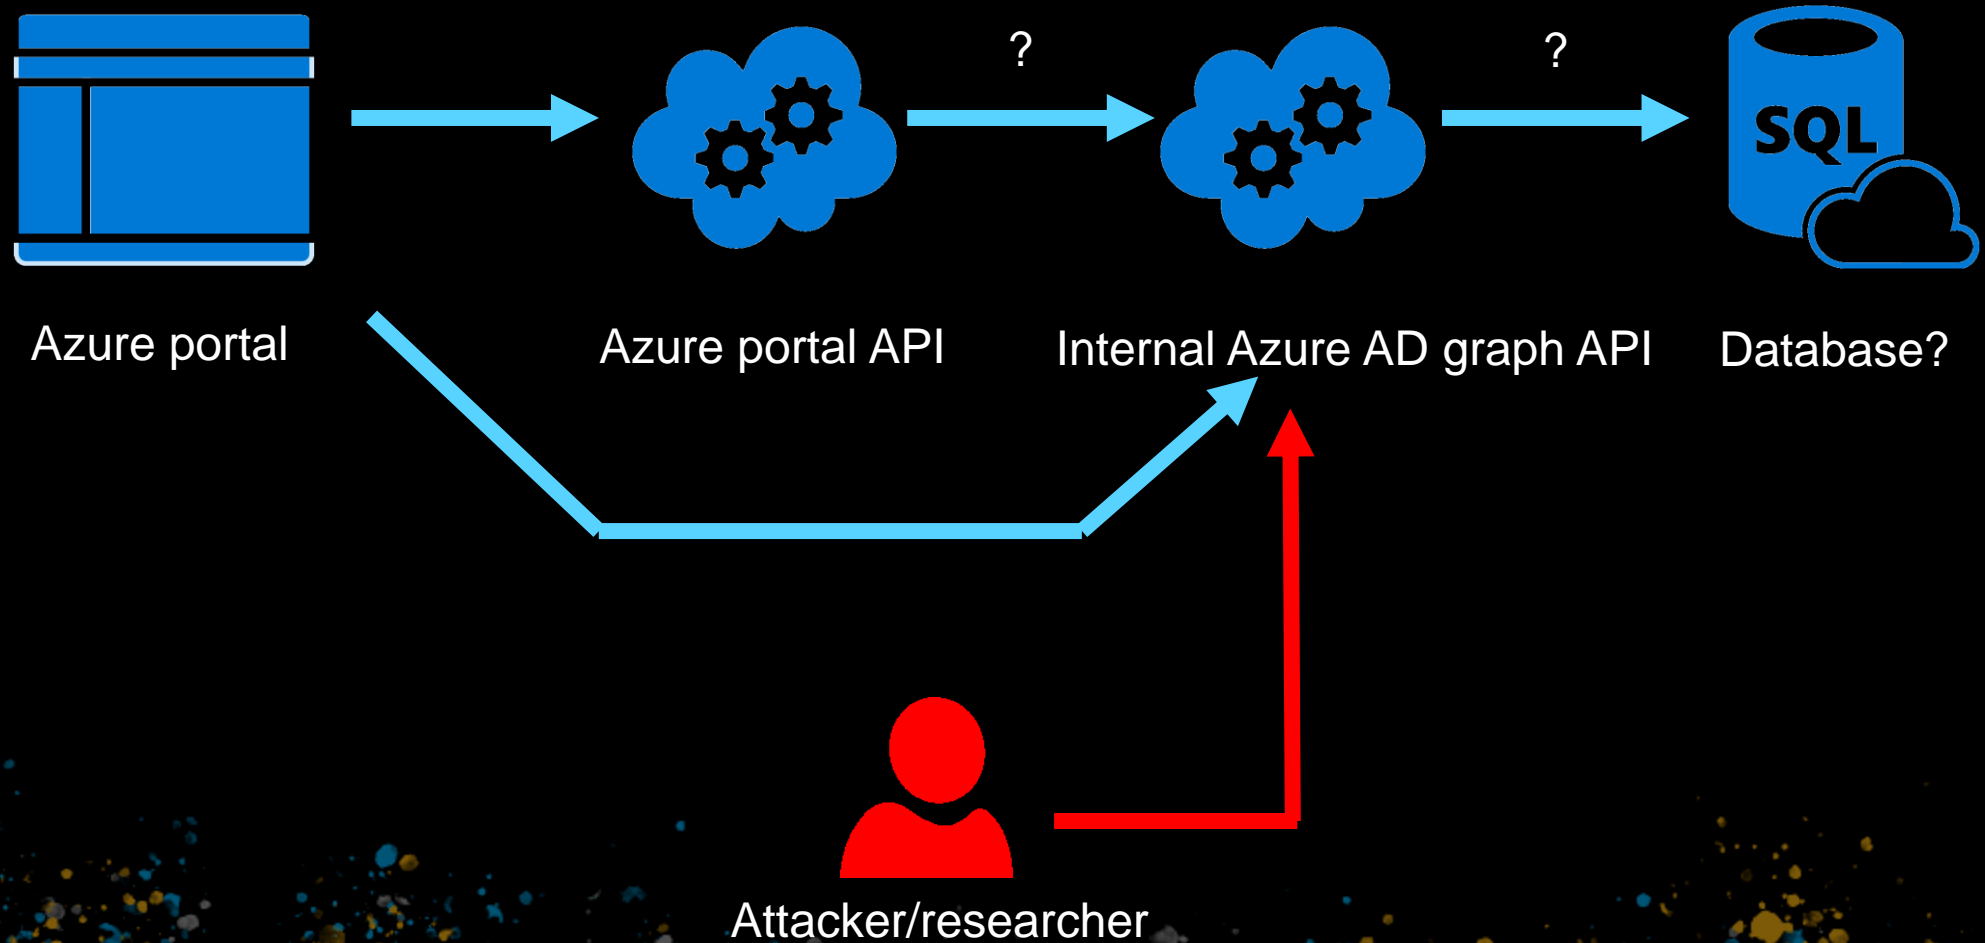 ?
?
SQL
Azure portal
Azure portal API
Internal Azure AD graph API
Database?
Attacker/researcher